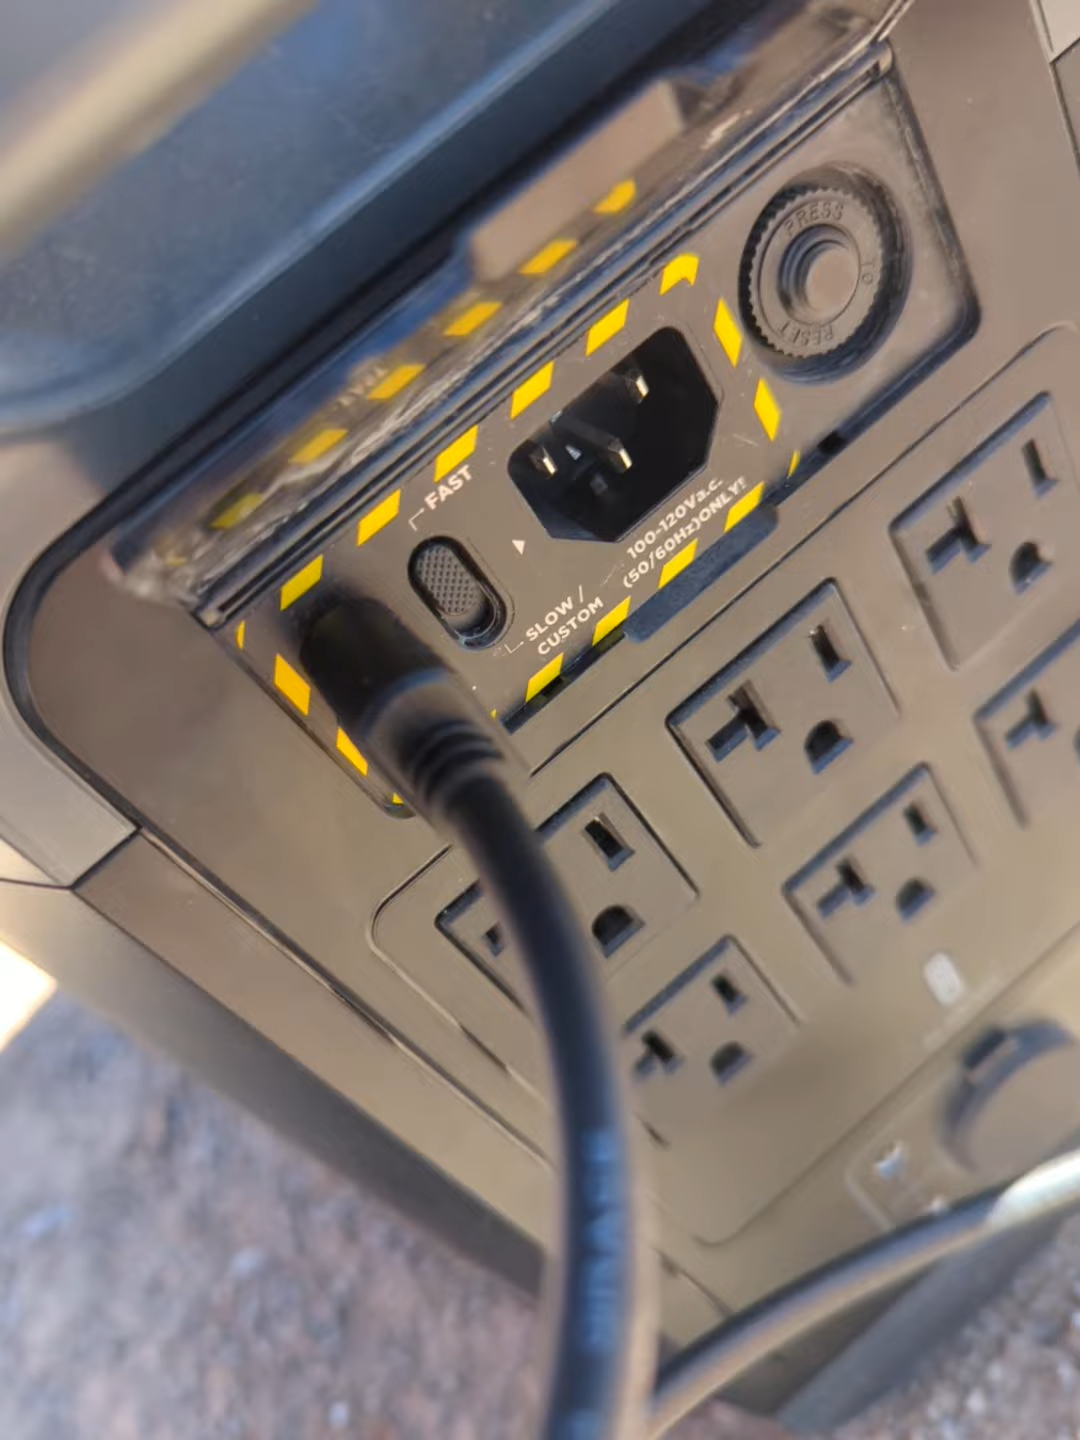 PRESS
TO
RESET
FAST
100-120Va.c.
(50/60Hz)ONLY!
SLOW /
CUSTOM